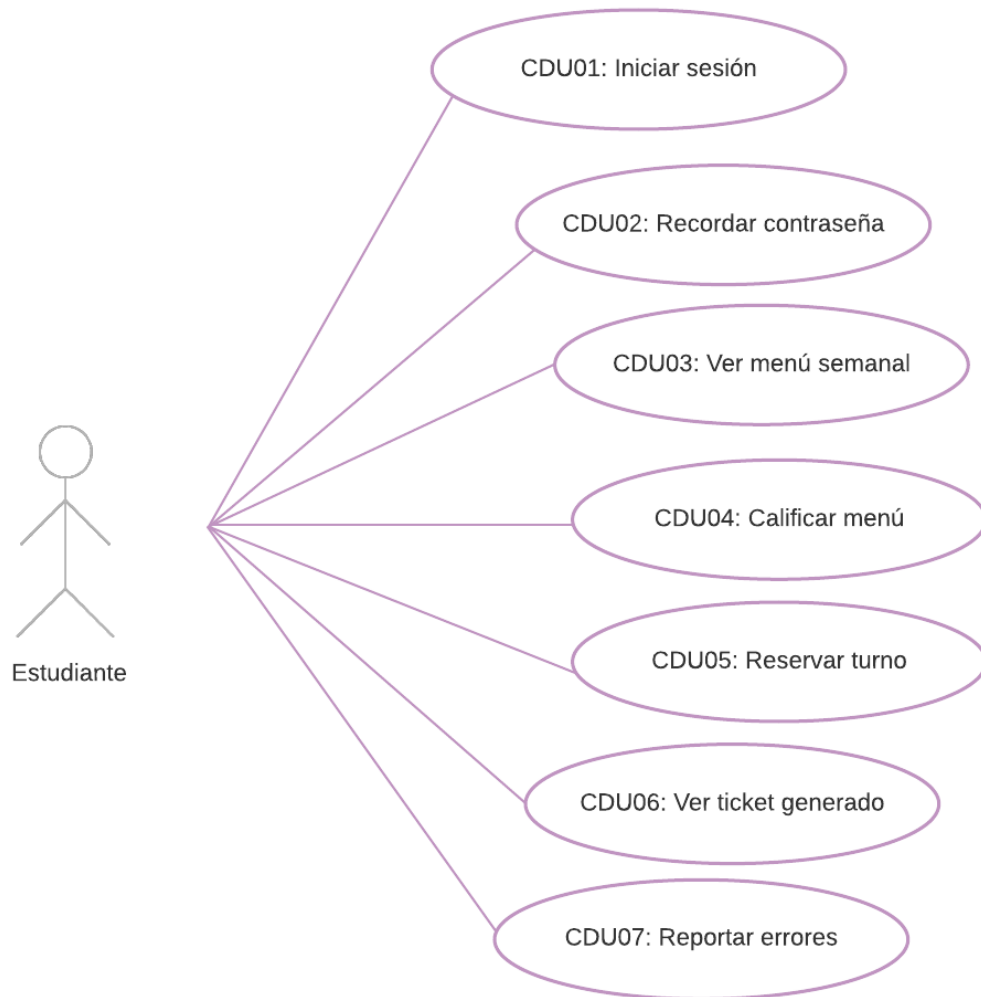 CDU01: Iniciar sesión
CDU02: Recordar contraseña
CDU03: Ver menú semanal
CDU04: Calificar menú
CDU05: Reservar turno
Estudiante
CDU06: Ver ticket generado
CDU07: Reportar errores